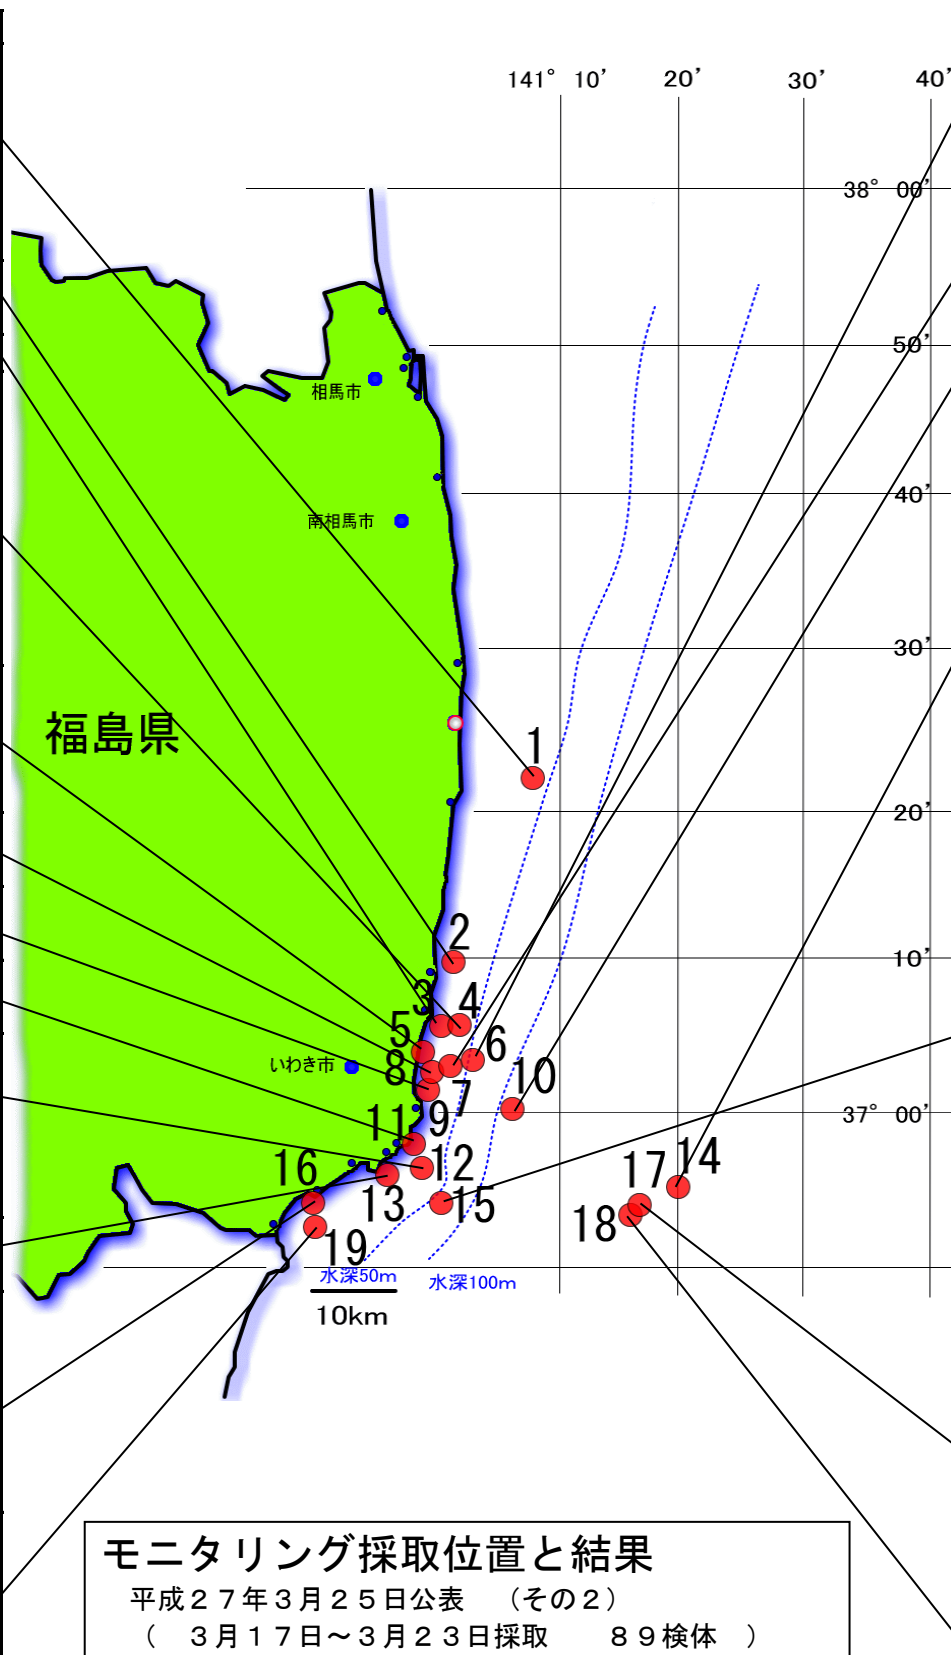 141° 10’ 20’ 30’ 40’
38° 00’
50’
相馬市
40’
南相馬市
30’
福島県
1
20’
2
10’
3 4
5 6
いわき市 8 7 10
37° 00’
11 9
12
16 13 15 17 14
18
19
水深50m 水深100m
10km
モニタリング採取位置と結果
平成27年3月25日公表 (その2)
( 3月17日～3月23日採取 89検体 )